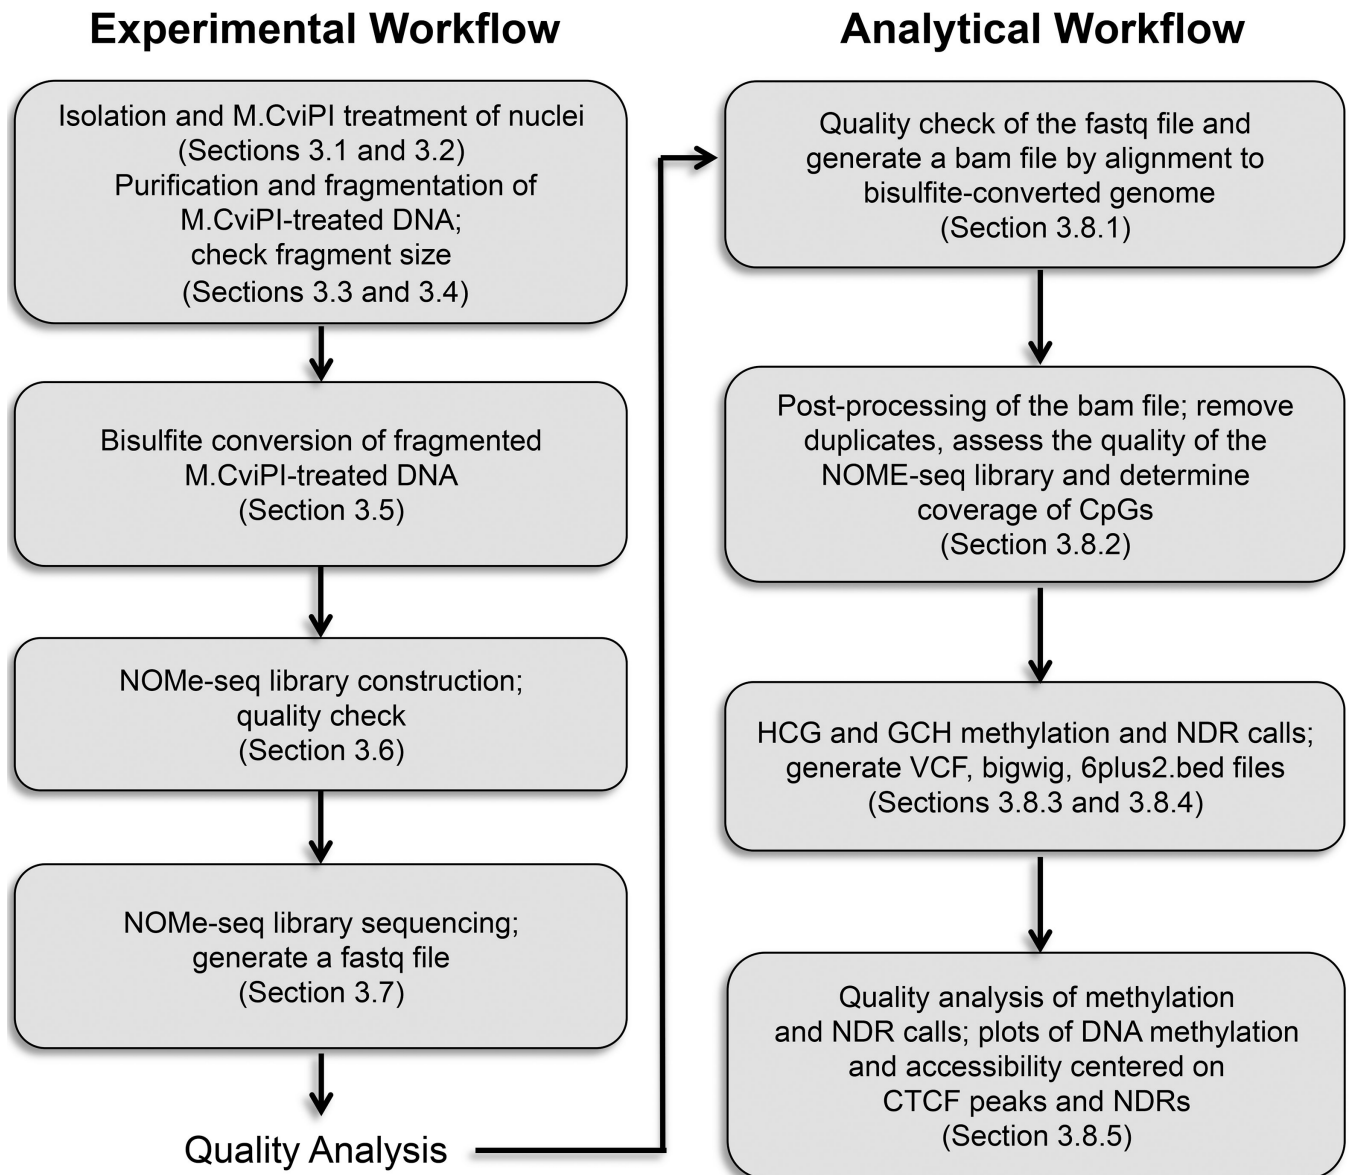 Experimental Workflow
Isolation and M.CviPI treatment of nuclei
(Sections 3.1 and 3.2)
Purification and fragmentation of
M.CviPI-treated DNA;
check fragment size
(Sections 3.3 and 3.4)
Bisulfite conversion of fragmented
M.CviPI-treated DNA
(Section 3.5)
NOMe-seq library construction;
quality check
(Section 3.6)
NOMe-seq library sequencing;
generate a fastq file
(Section 3.7)
Quality Analysis
Analytical Workflow
Quality check of the fastq file and
generate a bam file by alignment to
bisulfite-converted genome
(Section 3.8.1)
Post-processing of the bam file; remove
duplicates, assess the quality of the
NOME-seq library and determine
coverage of CpGs
(Section 3.8.2)
HCG and GCH methylation and NDR calls;
generate VCF, bigwig, 6plus2.bed files
(Sections 3.8.3 and 3.8.4)
Quality analysis of methylation
and NDR calls; plots of DNA methylation
and accessibility centered on
CTCF peaks and NDRs
(Section 3.8.5)